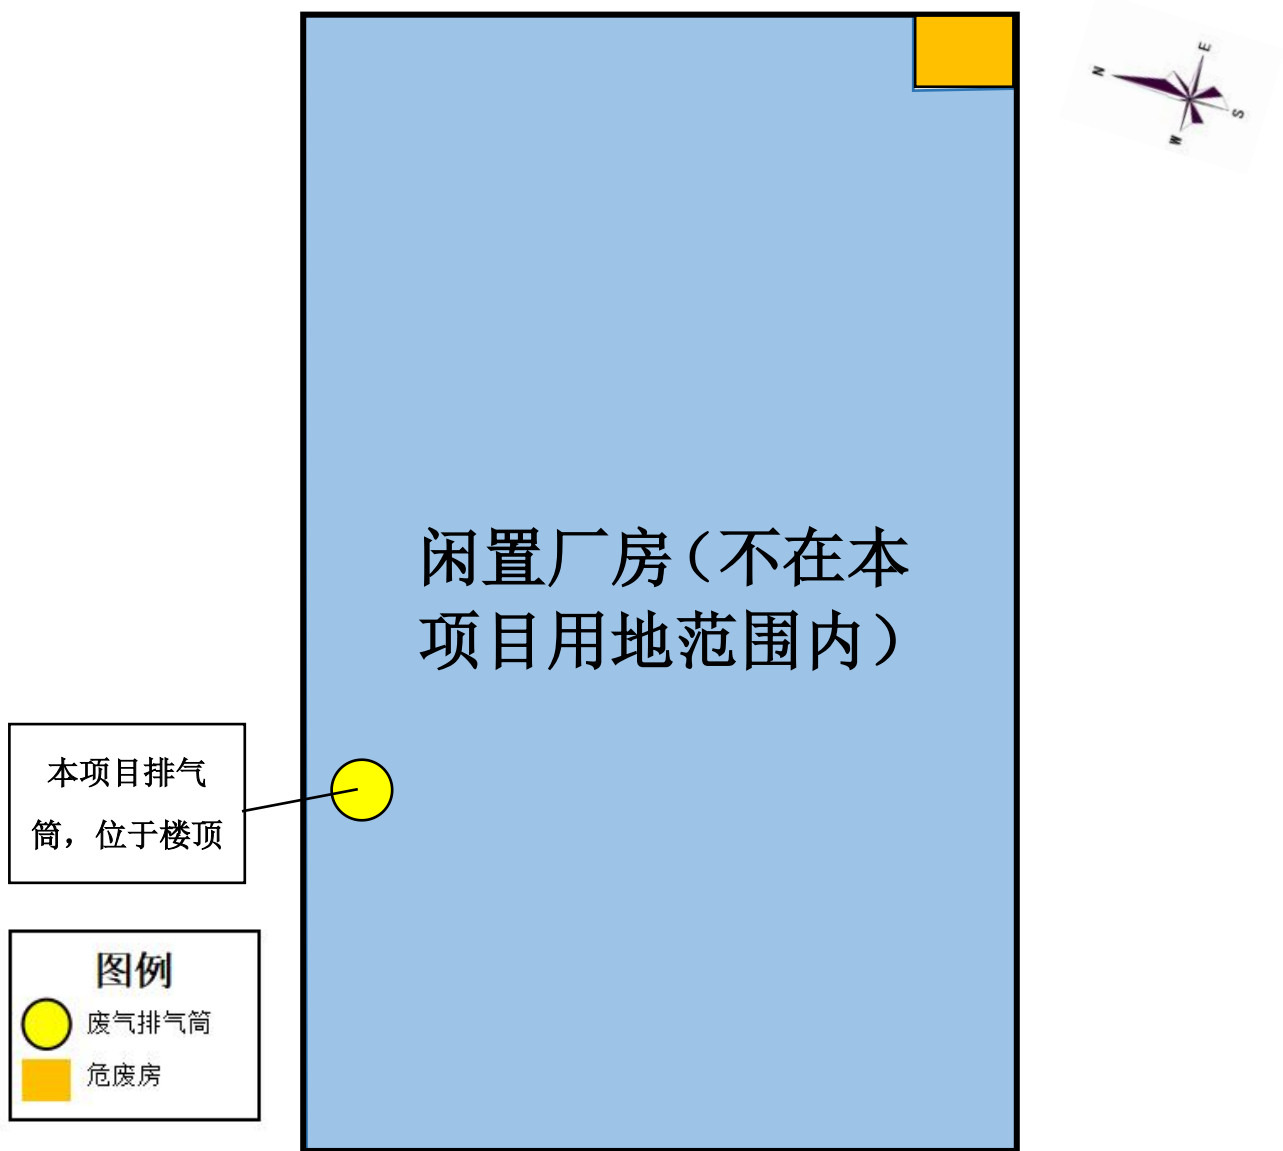 E
N
S
W
闲置厂房（不在本
项目用地范围内）
本项目排气
筒，位于楼顶
图例
废气排气筒
危废房